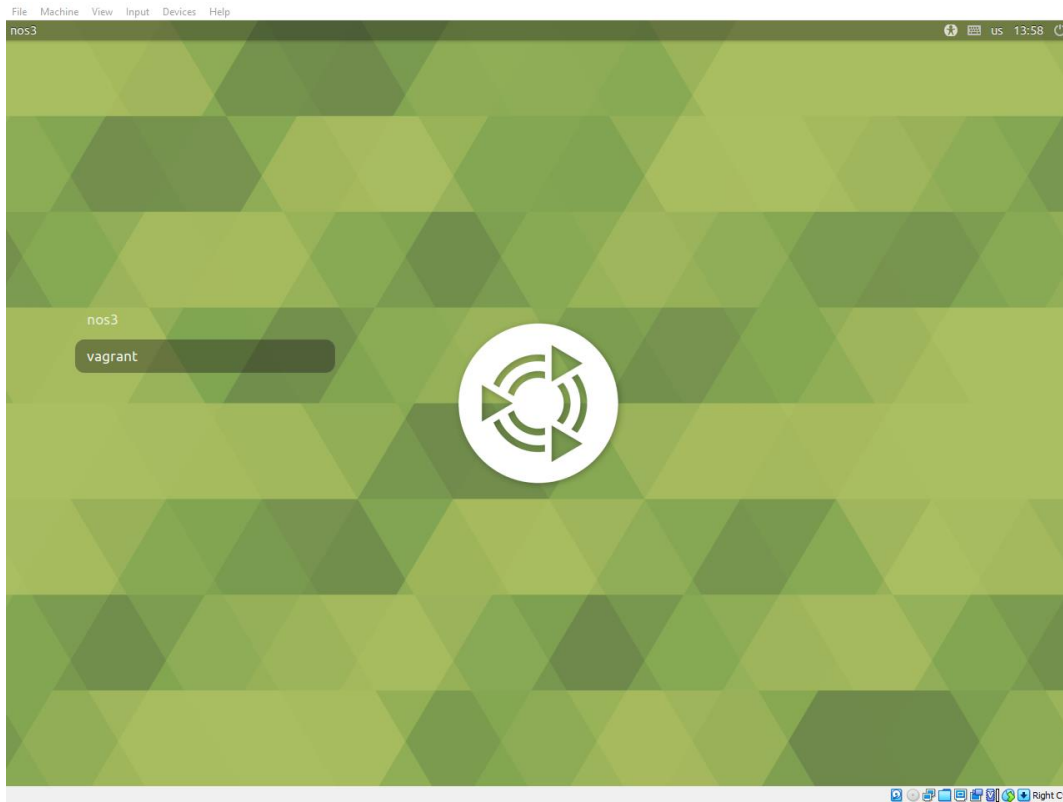 File Machine View Input Devices Help
nos3 us 13:58
nos3
vagrant
Right C